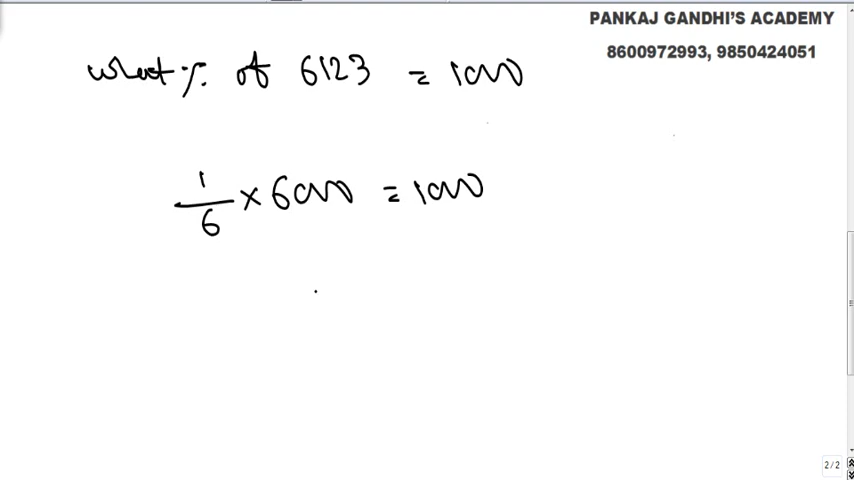 PANKAJ GANDHI'S ACADEMY
8600972993, 9850424051
what % of 6123 = 1000
1/6 × 6000 = 1000
2/2